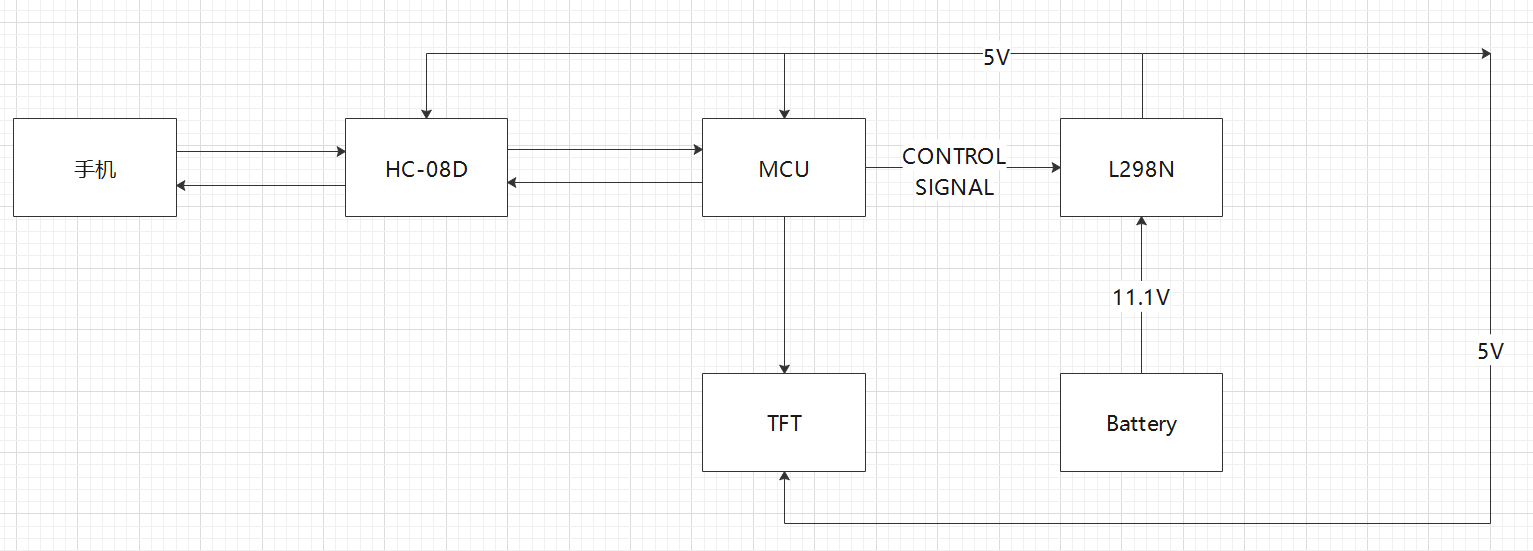 5V
手机
HC-08D
MCU
CONTROL
SIGNAL
L298N
11.1V
5V
TFT
Battery